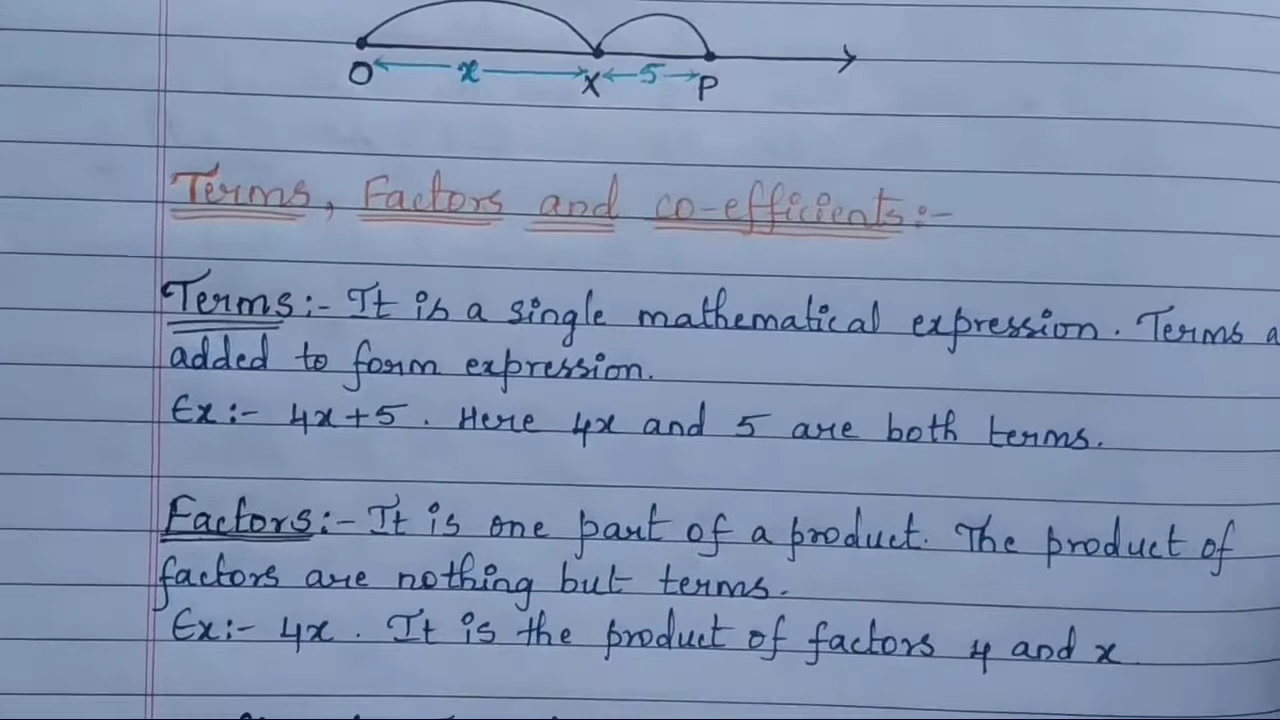 O x X 5 P
Terms, Factors and co-efficients:-
Terms:- It is a single mathematical expression. Terms
added to form expression.
Ex:- 4x+5. Here 4x and 5 are both terms.
Factors:- It is one part of a product. The product of
factors are nothing but terms.
Ex:- 4x. It is the product of factors 4 and x